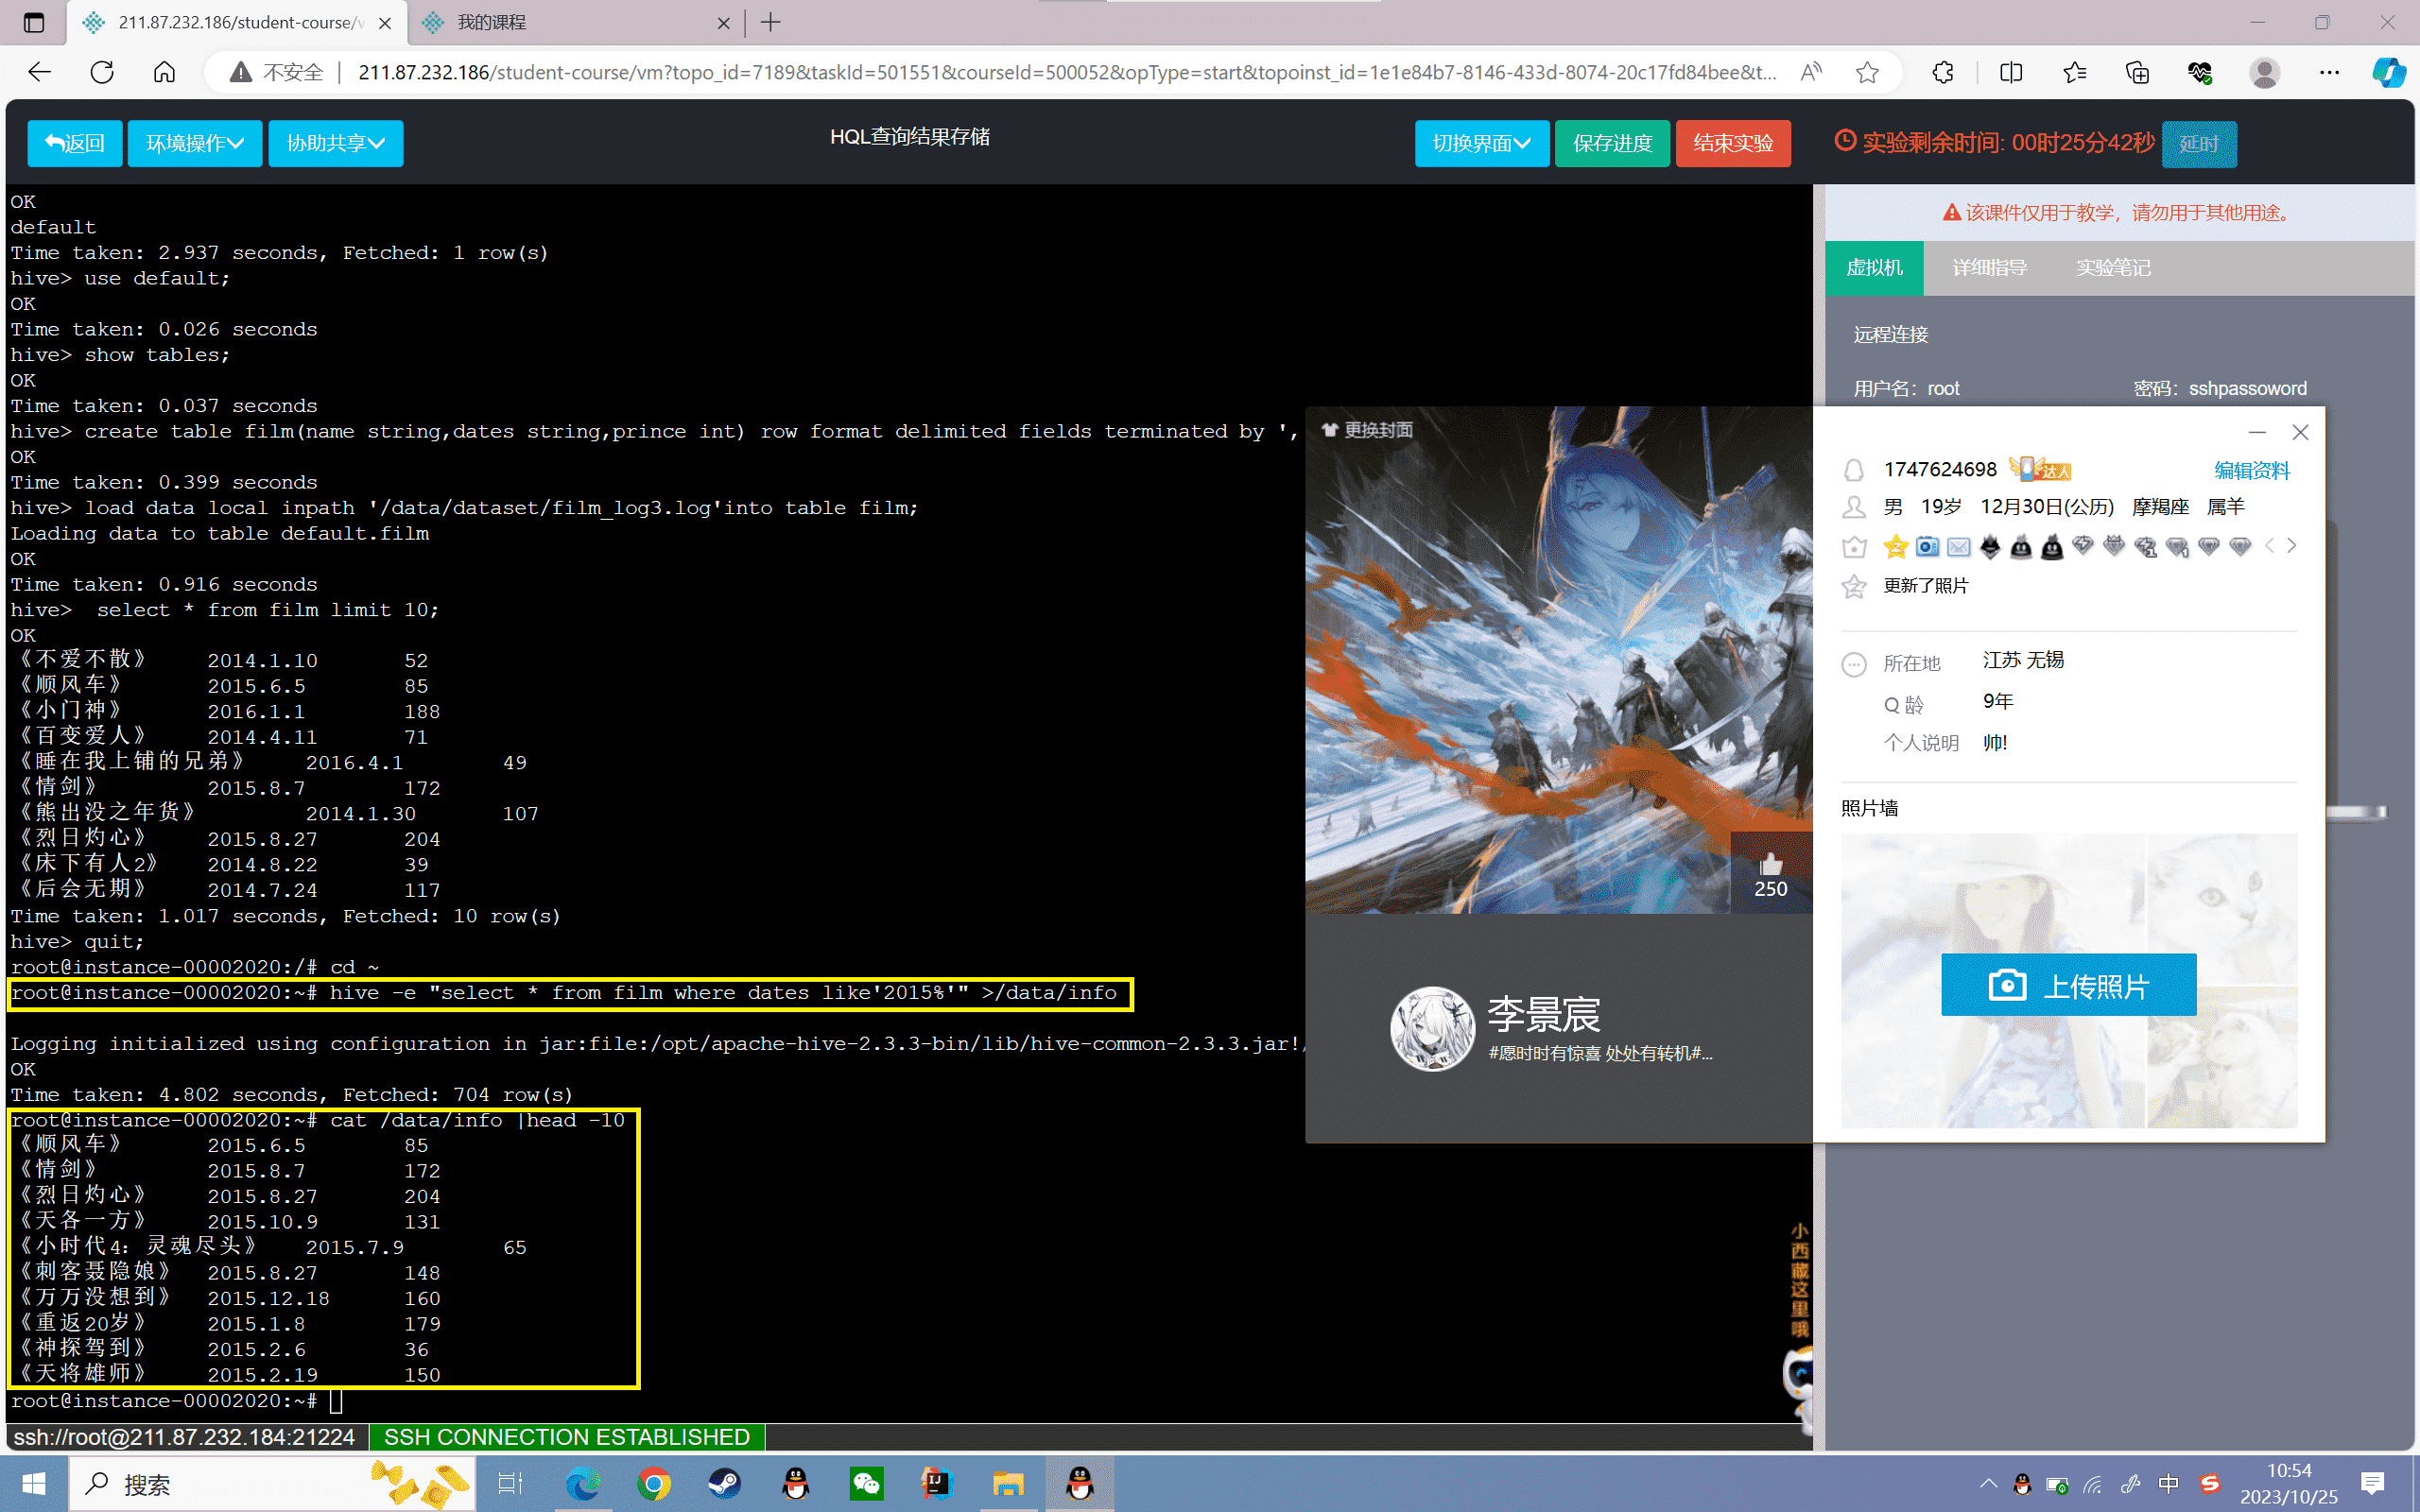 211.87.232.186/student-course/v
我的课程
不安全
211.87.232.186/student-course/vm?topo_id=7189&taskId=501551&courseId=500052&opType=start&topoinst_id=1e1e84b7-8146-433d-8074-20c17fd84bee&t...
返回
环境操作
协助共享
HQL查询结果存储
切换界面
保存进度
结束实验
实验剩余时间: 00时25分42秒
延时
OK
default
Time taken: 2.937 seconds, Fetched: 1 row(s)
hive> use default;
OK
Time taken: 0.026 seconds
hive> show tables;
OK
Time taken: 0.037 seconds
hive> create table film(name string,dates string,prince int) row format delimited fields terminated by ',
OK
Time taken: 0.399 seconds
hive> load data local inpath '/data/dataset/film_log3.log'into table film;
Loading data to table default.film
OK
Time taken: 0.916 seconds
hive>  select * from film limit 10;
OK
《不爱不散》 2014.1.10 52
《顺风车》 2015.6.5 85
《小门神》 2016.1.1 188
《百变爱人》 2014.4.11 71
《睡在我上铺的兄弟》 2016.4.1 49
《情剑》 2015.8.7 172
《熊出没之年货》 2014.1.30 107
《烈日灼心》 2015.8.27 204
《床下有人2》 2014.8.22 39
《后会无期》 2014.7.24 117
Time taken: 1.017 seconds, Fetched: 10 row(s)
hive> quit;
root@instance-00002020:/# cd ~
root@instance-00002020:~# hive -e "select * from film where dates like'2015%'" >/data/info
Logging initialized using configuration in jar:file:/opt/apache-hive-2.3.3-bin/lib/hive-common-2.3.3.jar!/
OK
Time taken: 4.802 seconds, Fetched: 704 row(s)
root@instance-00002020:~# cat /data/info |head -10
《顺风车》 2015.6.5 85
《情剑》 2015.8.7 172
《烈日灼心》 2015.8.27 204
《天各一方》 2015.10.9 131
《小时代4：灵魂尽头》 2015.7.9 65
《刺客聂隐娘》 2015.8.27 148
《万万没想到》 2015.12.18 160
《重返20岁》 2015.1.8 179
《神探驾到》 2015.2.6 36
《天将雄师》 2015.2.19 150
root@instance-00002020:~#
ssh://root@211.87.232.184:21224
SSH CONNECTION ESTABLISHED
该课件仅用于教学，请勿用于其他用途。
虚拟机
详细指导
实验笔记
远程连接
用户名：root
密码：sshpassoword
更换封面
250
李景宸
#愿时时有惊喜 处处有转机#...
1747624698
达人
编辑资料
男 19岁 12月30日(公历) 摩羯座 属羊
更新了照片
所在地 江苏 无锡
Q 龄 9年
个人说明 帅!
照片墙
上传照片
小西藏这里哦
搜索
中
10:54
2023/10/25